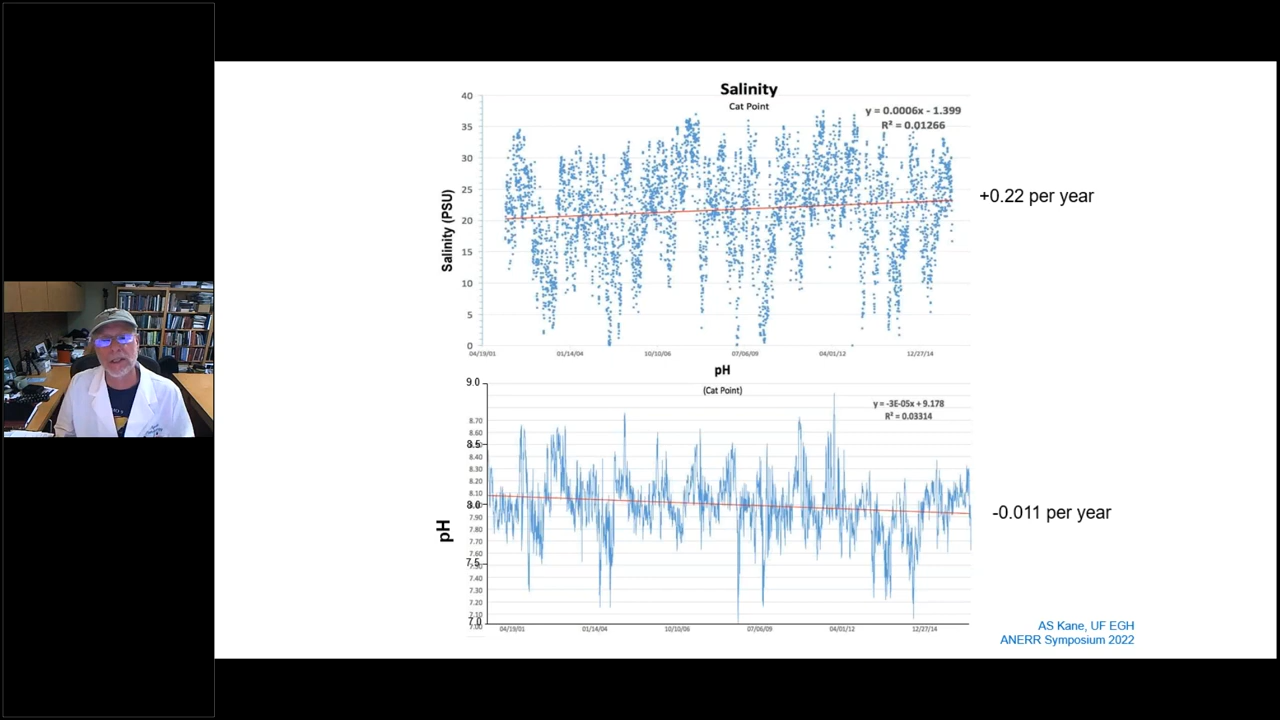 Salinity
Cat Point
y = 0.0006x - 1.399
R² = 0.01266
40
35
30
25
20
15
10
5
0
Salinity (PSU)
04/19/01 01/14/04 10/10/06 07/06/09 04/01/12 12/27/14
+0.22 per year
pH
(Cat Point)
y = -3E-05x + 9.178
R² = 0.03314
9.0
8.70
8.60
8.5
8.40
8.30
8.20
8.10
8.0
7.90
7.80
7.70
7.60
7.5
7.40
7.30
7.20
7.10
7.0
7.00
pH
04/19/01 01/14/04 10/10/06 07/06/09 04/01/12 12/27/14
-0.011 per year
AS Kane, UF EGH
ANERR Symposium 2022